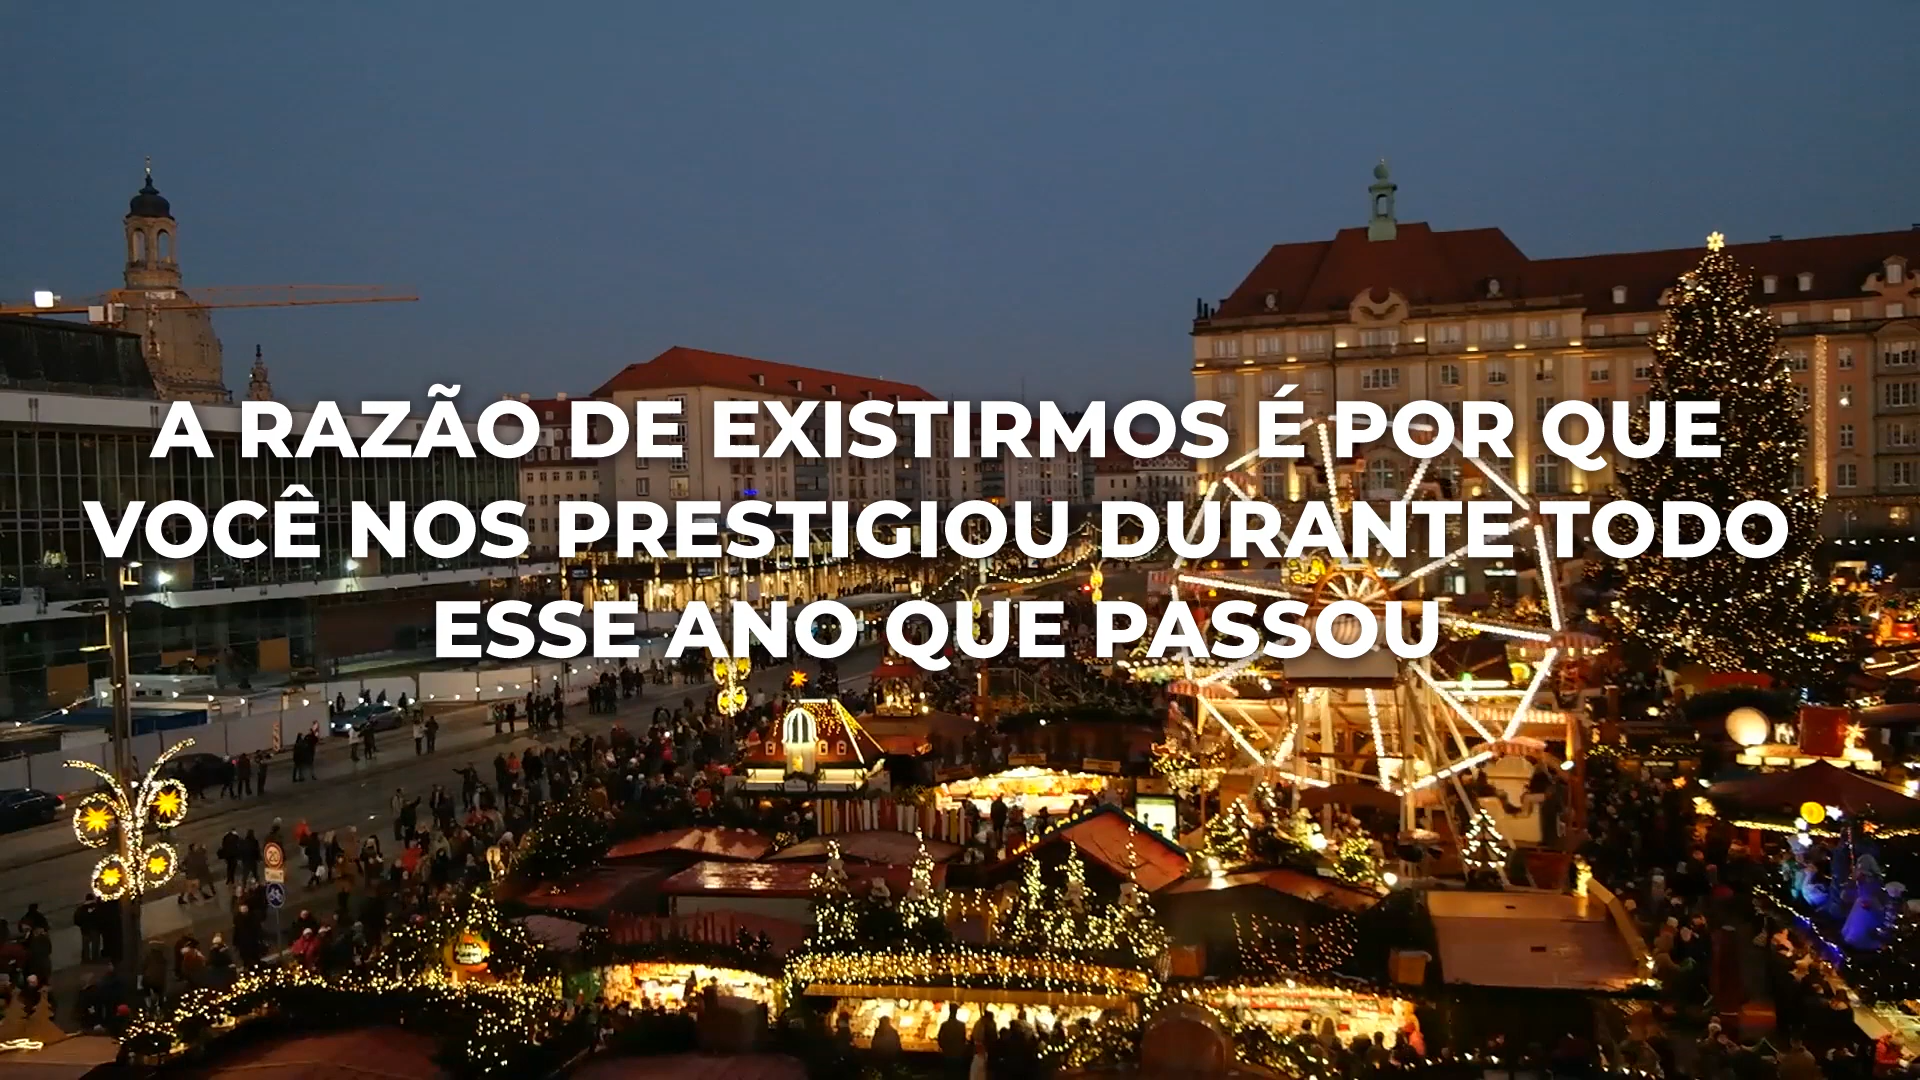 A RAZÃO DE EXISTIRMOS É POR QUE
VOCÊ NOS PRESTIGIOU DURANTE TODO
ESSE ANO QUE PASSOU